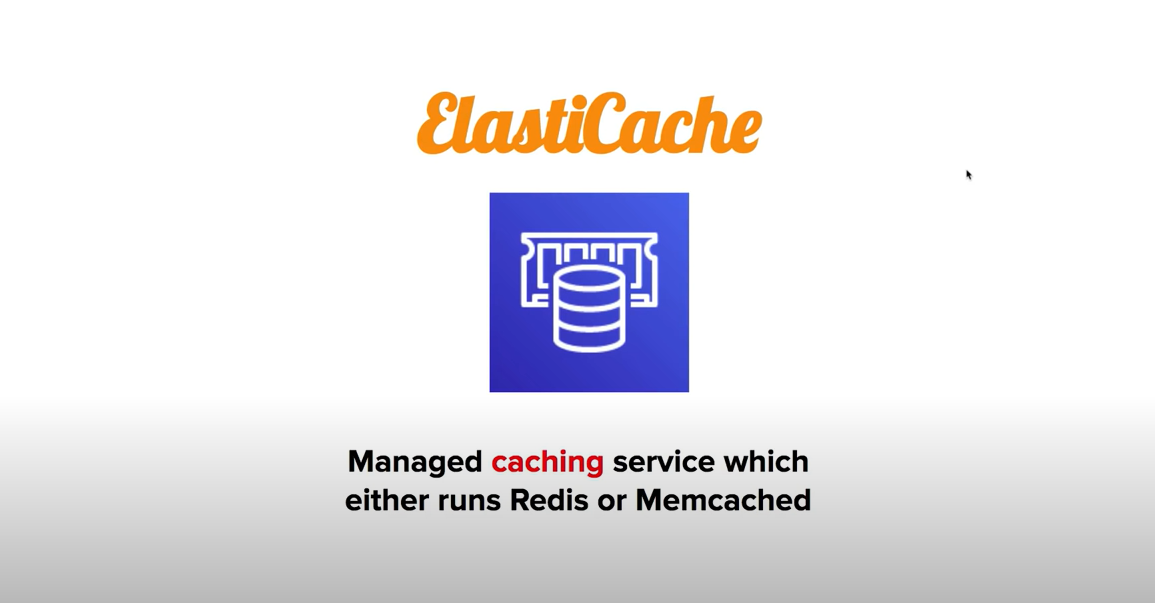 ElastiCache
Managed caching service which
either runs Redis or Memcached